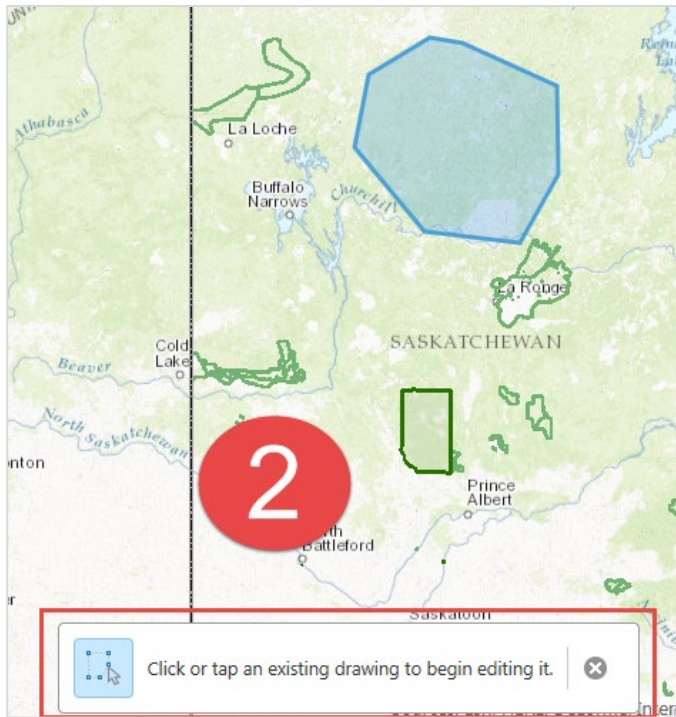 Athabasca
La Loche
Buffalo
Narrows
Churchill
La Ronge
SASKATCHEWAN
Cold
Lake
Beaver
North Saskatchewan
2
Prince
Albert
Battleford
Saskatoon
Click or tap an existing drawing to begin editing it.